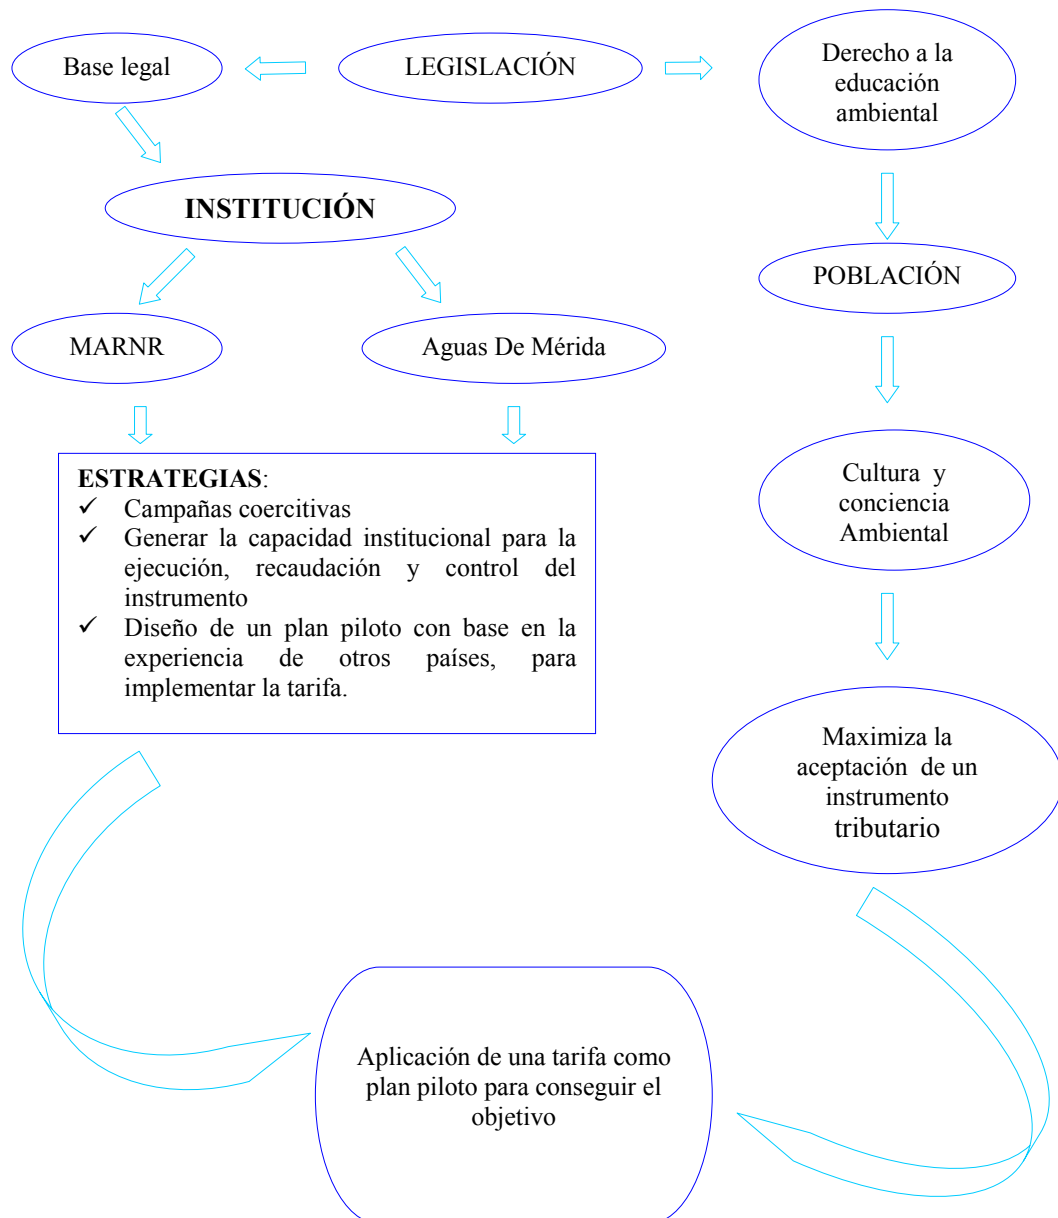 Base legal
LEGISLACIÓN
Derecho a la
educación
ambiental
INSTITUCIÓN
POBLACIÓN
MARNR
Aguas De Mérida
ESTRATEGIAS:
✓ Campañas coercitivas
✓ Generar la capacidad institucional para la
ejecución, recaudación y control del
instrumento
✓ Diseño de un plan piloto con base en la
experiencia de otros países, para
implementar la tarifa.
Cultura y
conciencia
Ambiental
Maximiza la
aceptación de un
instrumento
tributario
Aplicación de una tarifa como
plan piloto para conseguir el
objetivo